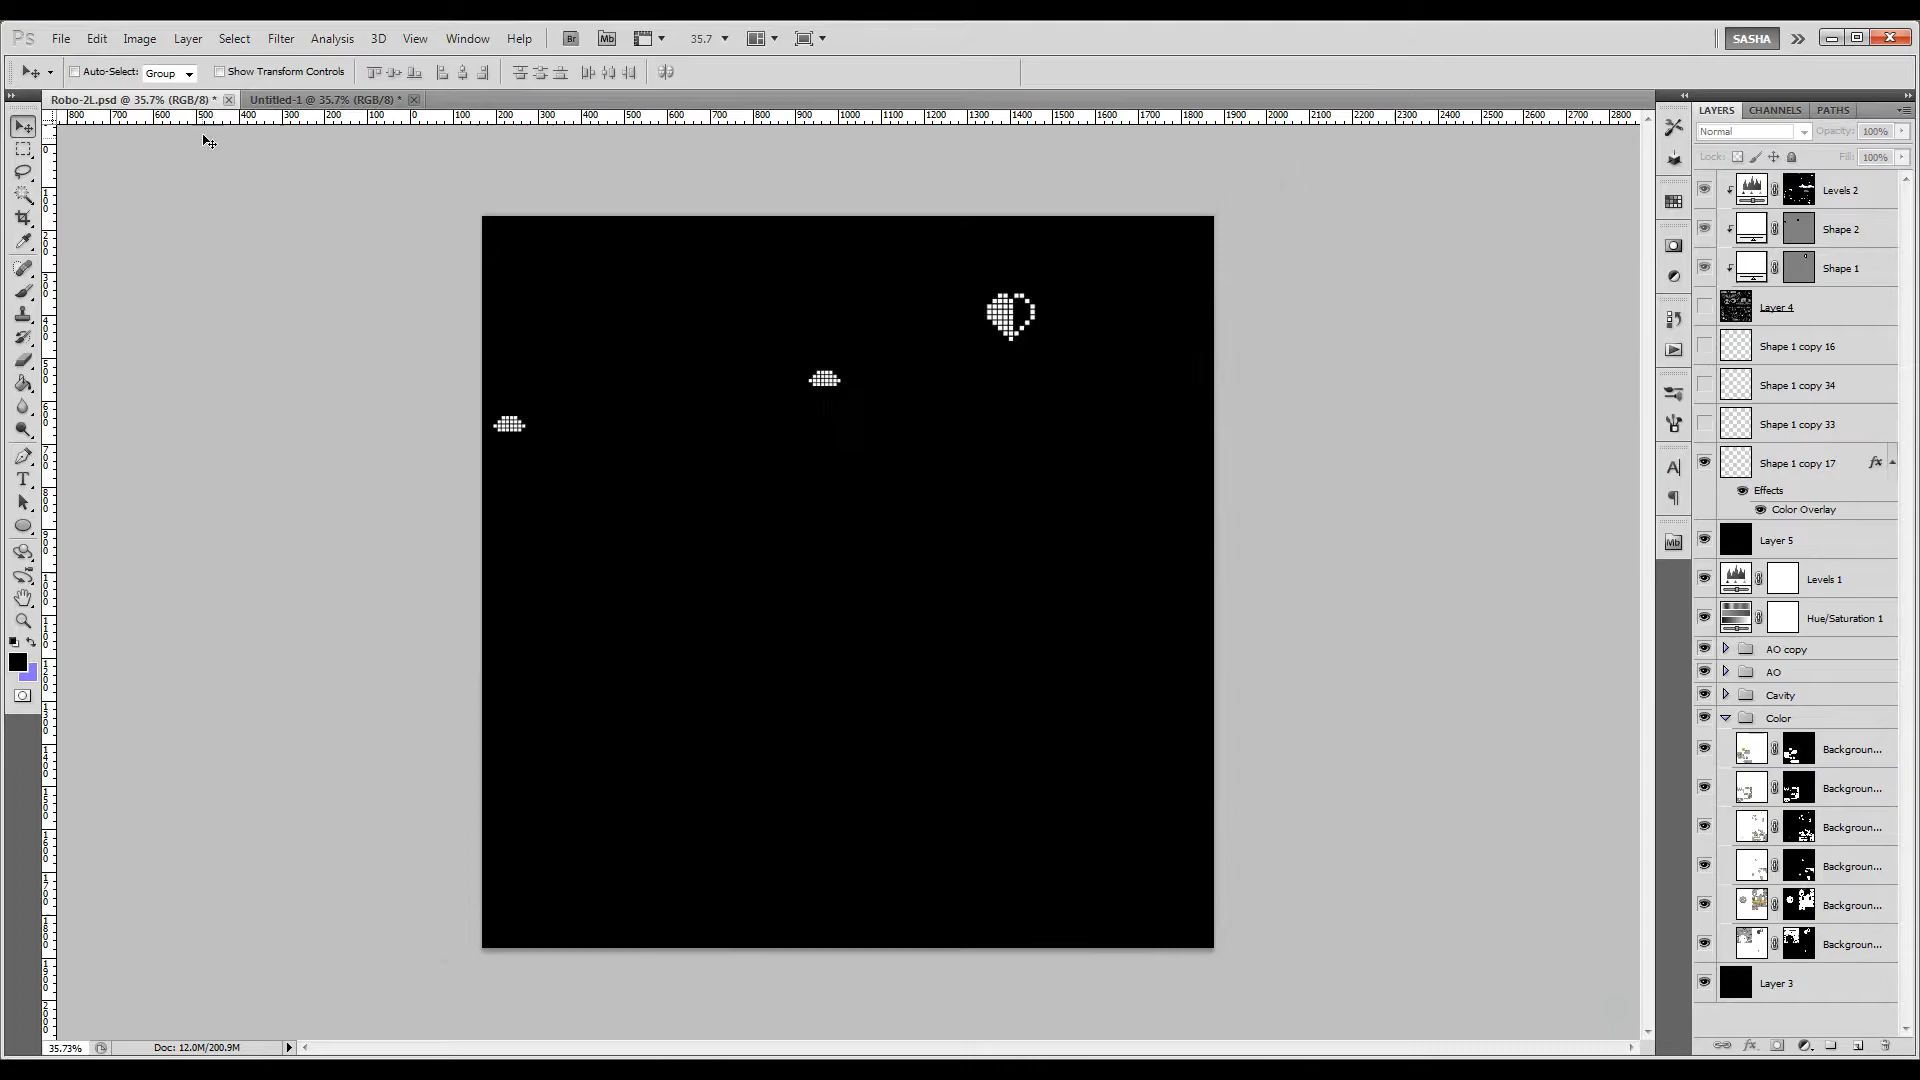 Ps File Edit Image Layer Select Filter Analysis 3D View Window Help Br Mb 35.7 SASHA
Auto-Select: Group Show Transform Controls
Robo-2L.psd @ 35.7% (RGB/8) * Untitled-1 @ 35.7% (RGB/8) *
800 700 600 500 400 300 200 100 0 100 200 300 400 500 600 700 800 900 1000 1100 1200 1300 1400 1500 1600 1700 1800 1900 2000 2100 2200 2300 2400 2500 2600 2700 2800
LAYERS CHANNELS PATHS
Normal Opacity: 100%
Lock: Fill: 100%
Levels 2
Shape 2
Shape 1
Layer 4
Shape 1 copy 16
Shape 1 copy 34
Shape 1 copy 33
Shape 1 copy 17 fx
Effects
Color Overlay
Layer 5
Levels 1
Hue/Saturation 1
AO copy
AO
Cavity
Color
Backgroun...
Backgroun...
Backgroun...
Backgroun...
Backgroun...
Backgroun...
Layer 3
Mb
35.73% Doc: 12.0M/200.9M